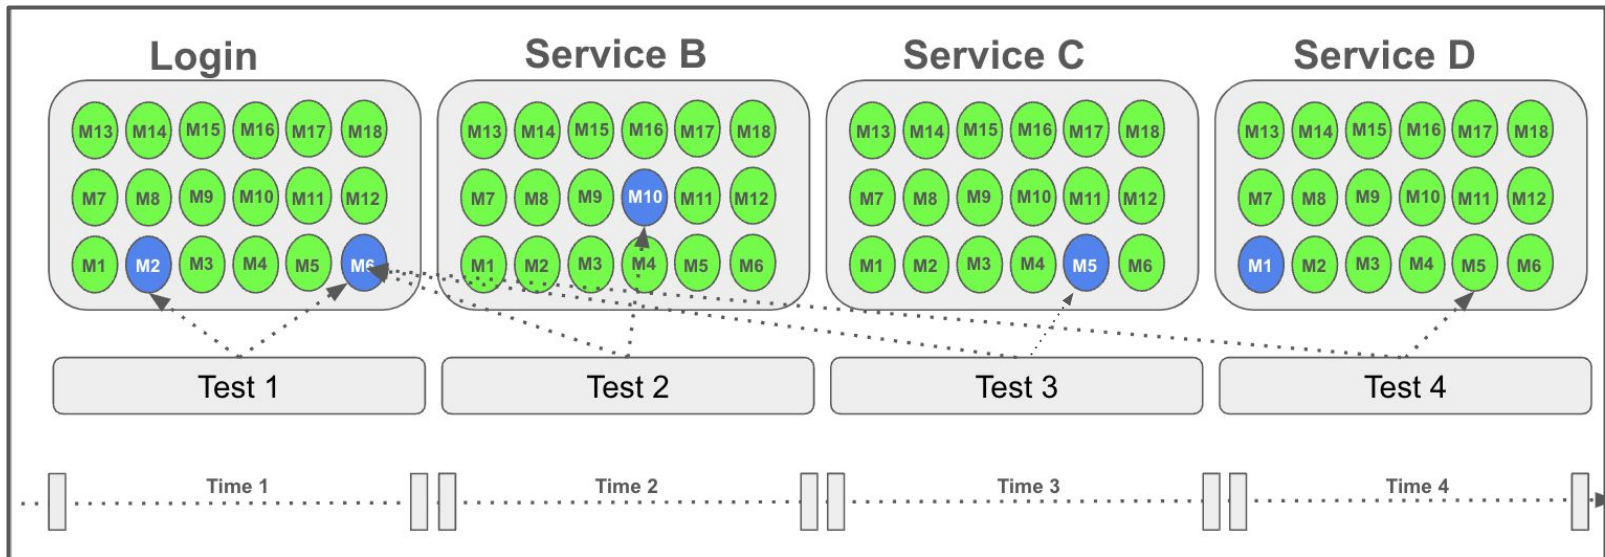 Login
Service B
Service C
Service D
M13 M14 M15 M16 M17 M18
M7 M8 M9 M10 M11 M12
M1 M2 M3 M4 M5 M6
M13 M14 M15 M16 M17 M18
M7 M8 M9 M10 M11 M12
M1 M2 M3 M4 M5 M6
M13 M14 M15 M16 M17 M18
M7 M8 M9 M10 M11 M12
M1 M2 M3 M4 M5 M6
M13 M14 M15 M16 M17 M18
M7 M8 M9 M10 M11 M12
M1 M2 M3 M4 M5 M6
Test 1
Test 2
Test 3
Test 4
Time 1
Time 2
Time 3
Time 4